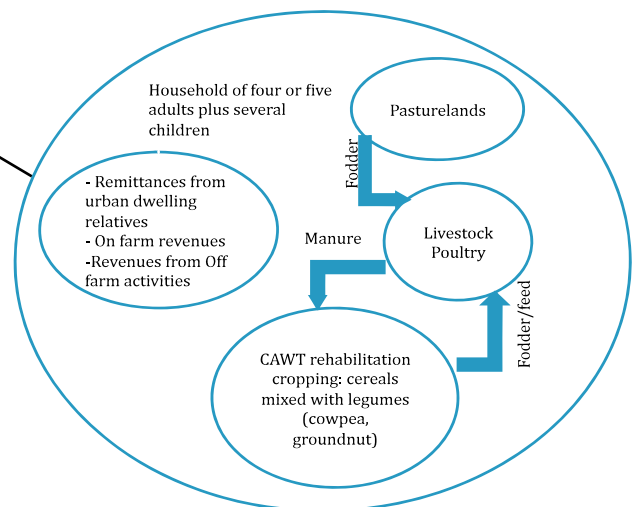 Household of four or five
adults plus several
children
Pasturelands
Fodder
- Remittances from
urban dwelling
relatives
- On farm revenues
-Revenues from Off
farm activities
Manure
Livestock
Poultry
Fodder/feed
CAWT rehabilitation
cropping: cereals
mixed with legumes
(cowpea,
groundnut)